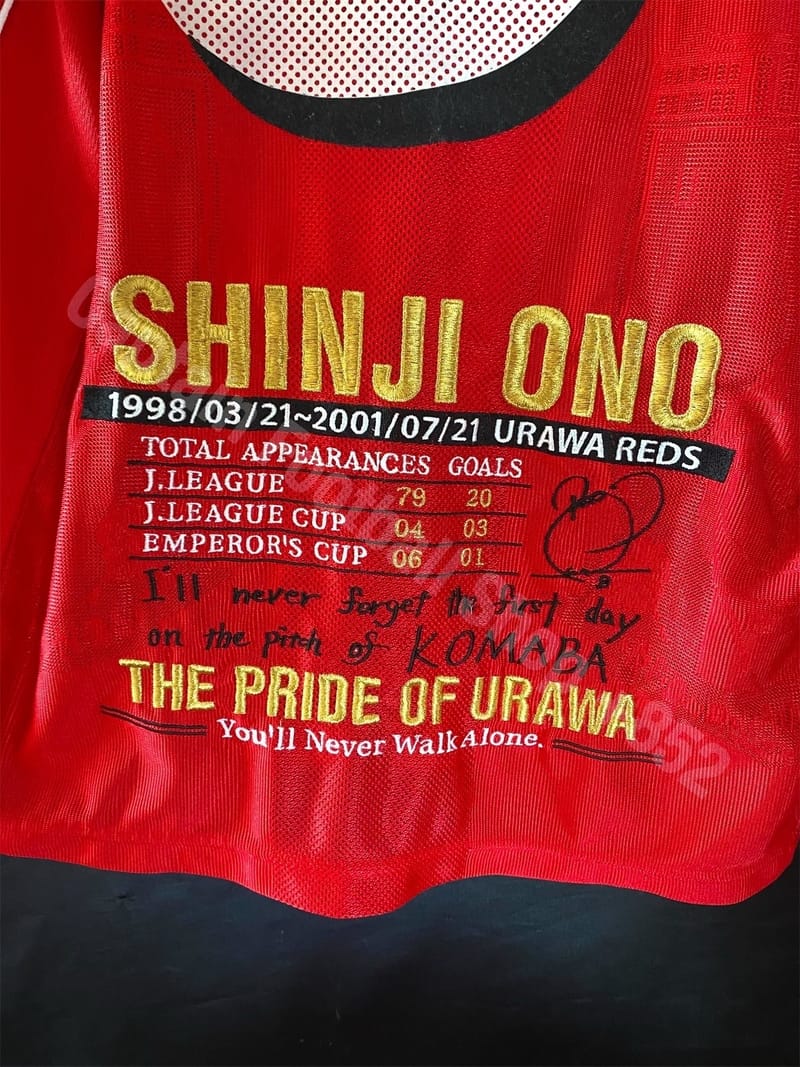 SHINJI ONO
1998/03/21~2001/07/21 URAWA REDS
TOTAL APPEARANCES GOALS
J.LEAGUE 79 20
J.LEAGUE CUP 04 03
EMPEROR'S CUP 06 01
I'll never forget the first day
on the pitch of KOMABA
THE PRIDE OF URAWA
You'll Never Walk Alone.